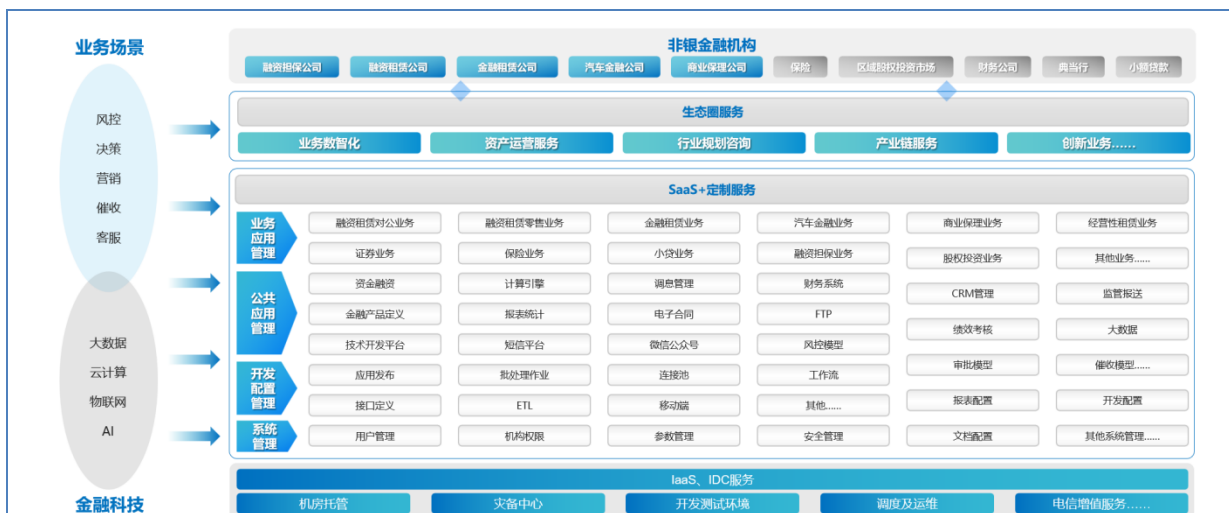 业务场景
风控
决策
营销
催收
客服
大数据
云计算
物联网
AI
金融科技
非银金融机构
融资担保公司 融资租赁公司 金融租赁公司 汽车金融公司 商业保理公司 保险 区域股权投资市场 财务公司 典当行 小额贷款
生态圈服务
业务数智化 资产运营服务 行业规划咨询 产业链服务 创新业务……
SaaS+定制服务
业务
应用
管理
融资租赁对公业务 融资租赁零售业务 金融租赁业务 汽车金融业务 商业保理业务 经营性租赁业务
证券业务 保险业务 小贷业务 融资担保业务 股权投资业务 其他业务……
公共
应用
管理
资金融资 计算引擎 调息管理 财务系统 CRM管理 监管报送
金融产品定义 报表统计 电子合同 FTP 绩效考核 大数据
技术开发平台 短信平台 微信公众号 风控模型 审批模型 催收模型……
开发
配置
管理
应用发布 批处理作业 连接池 工作流
接口定义 ETL 移动端 其他…… 报表配置 开发配置
系统
管理
用户管理 机构权限 参数管理 安全管理 文档配置 其他系统管理……
IaaS、IDC服务
机房托管 灾备中心 开发测试环境 调度及运维 电信增值服务……